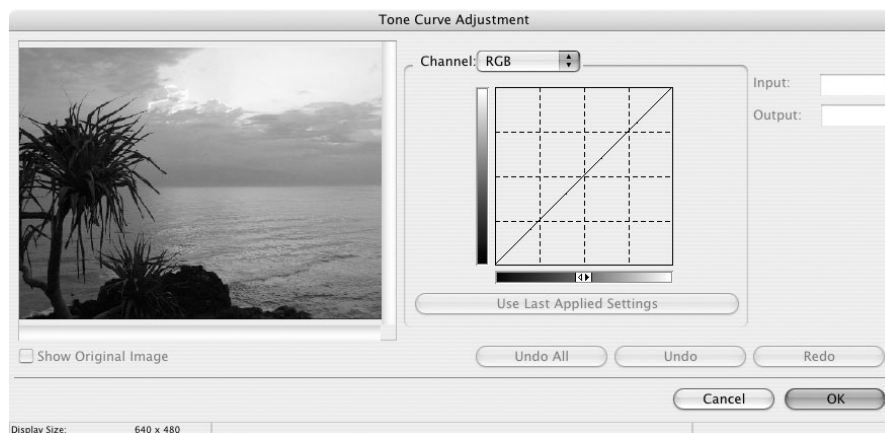 Tone Curve Adjustment
Channel: RGB
Input:
Output:
Use Last Applied Settings
Show Original Image
Undo All
Undo
Redo
Cancel
OK
Display Size: 640 x 480